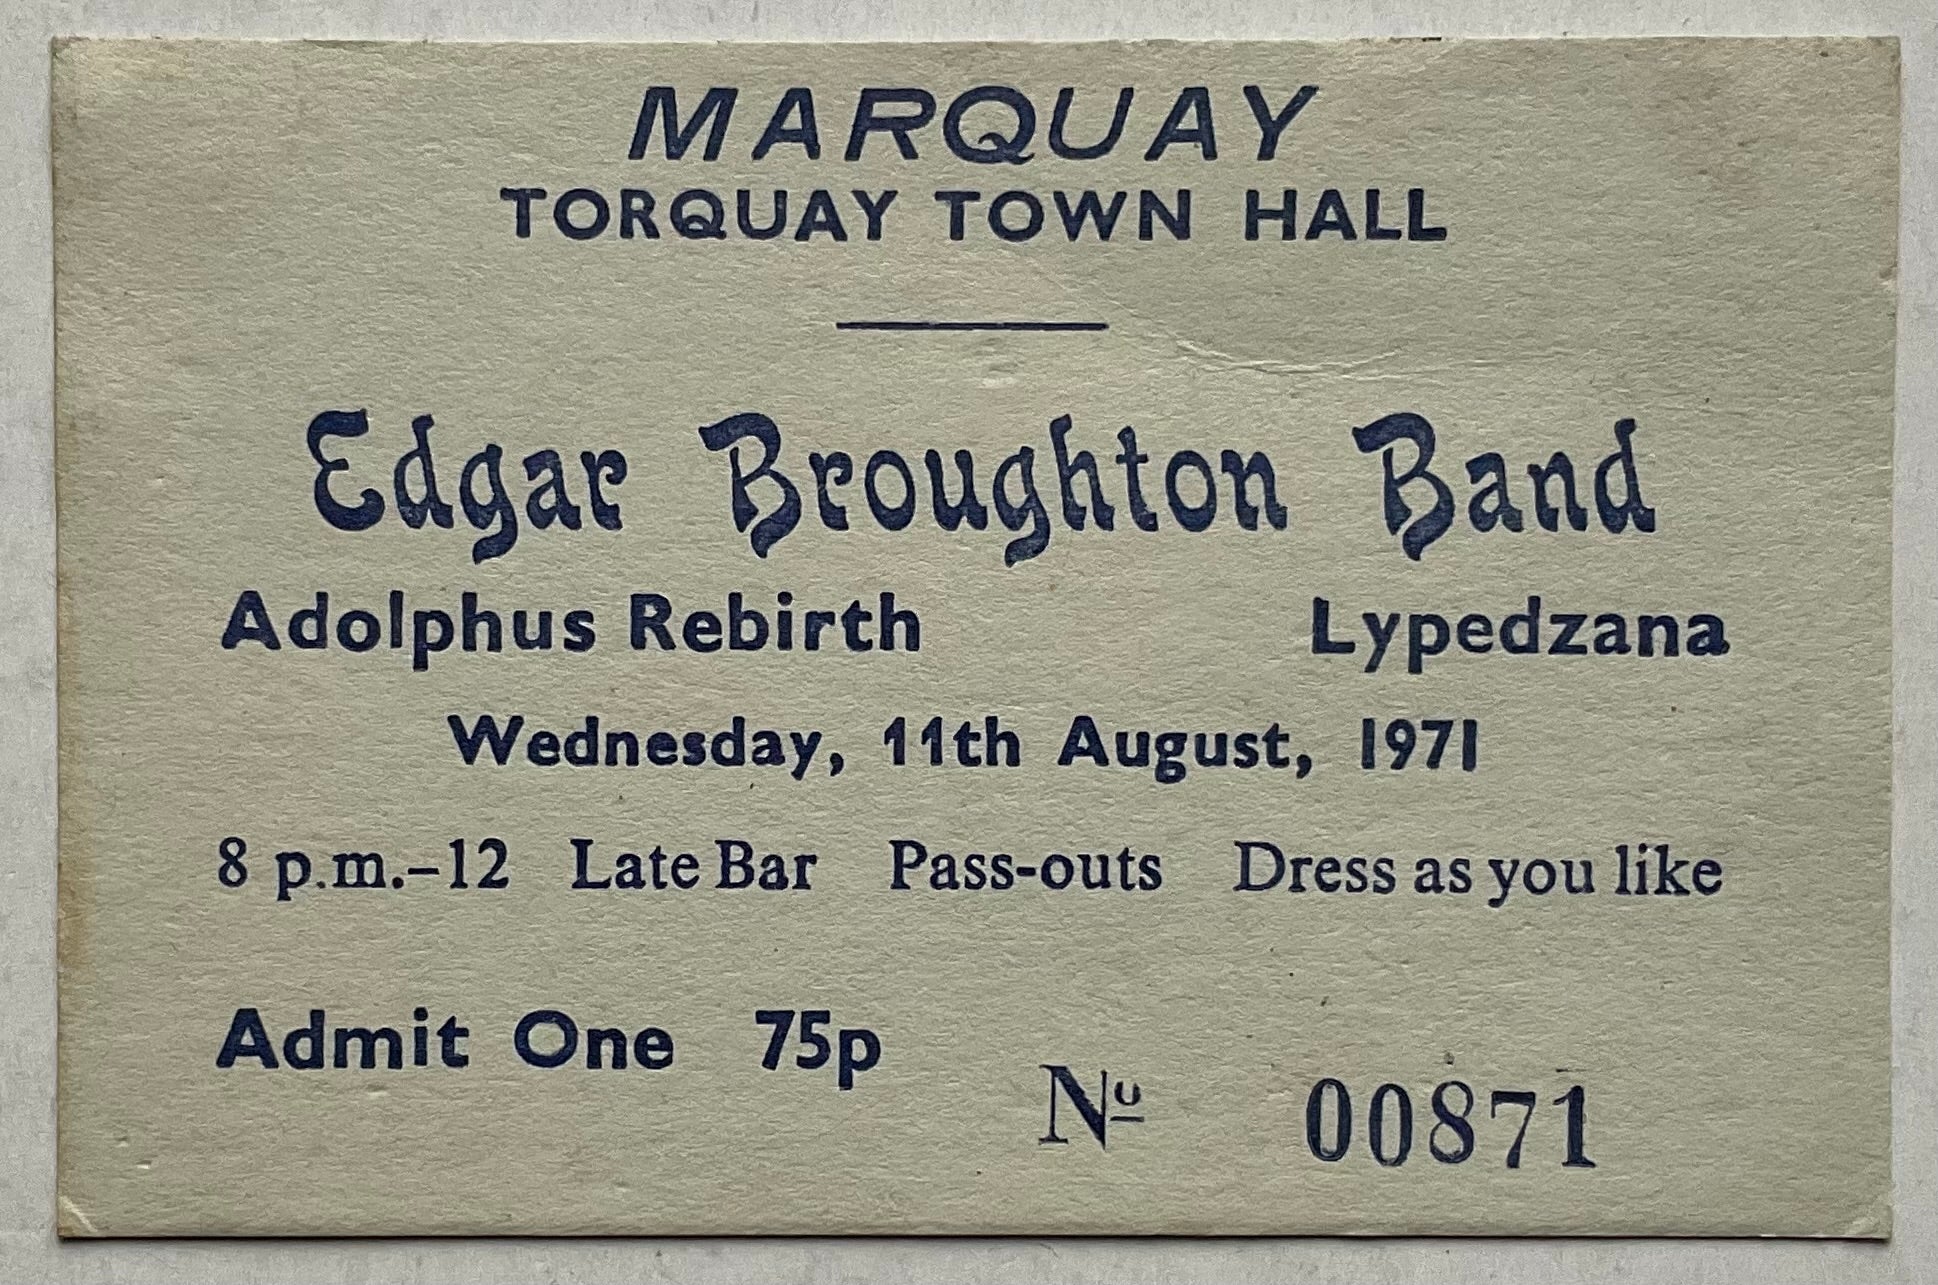 MARQUAY
TORQUAY TOWN HALL
Edgar Broughton Band
Adolphus Rebirth Lypedzana
Wednesday, 11th August, 1971
8 p.m.-12 Late Bar Pass-outs Dress as you like
Admit One 75p
Nº 00871